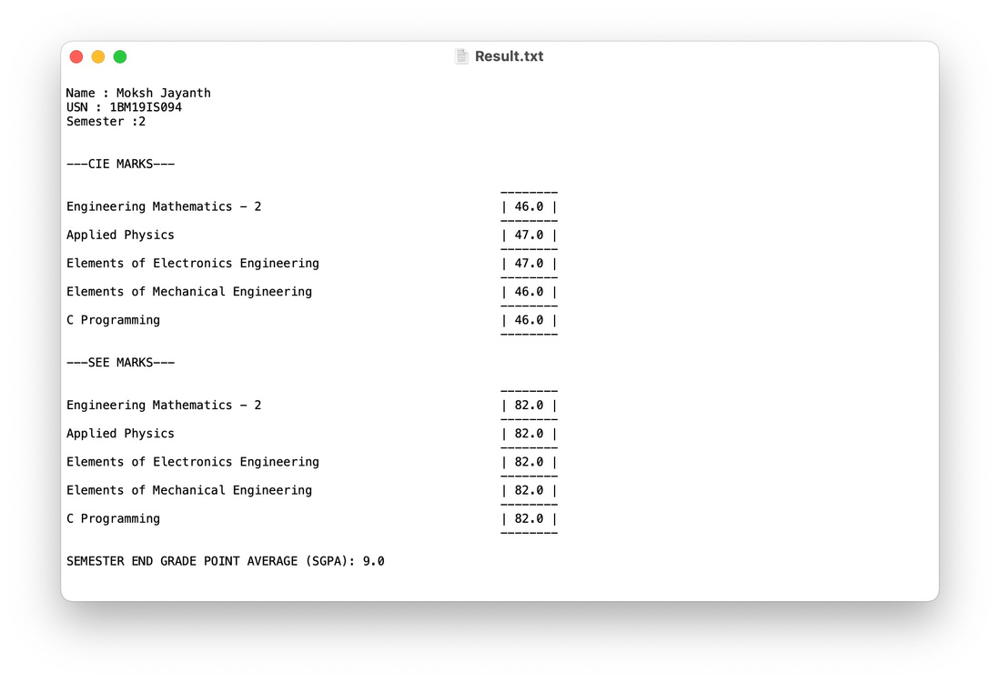 Result.txt
Name : Moksh Jayanth
USN : 1BM19IS094
Semester :2
---CIE MARKS---
--------
Engineering Mathematics - 2 | 46.0 |
--------
Applied Physics | 47.0 |
--------
Elements of Electronics Engineering | 47.0 |
--------
Elements of Mechanical Engineering | 46.0 |
--------
C Programming | 46.0 |
--------
---SEE MARKS---
--------
Engineering Mathematics - 2 | 82.0 |
--------
Applied Physics | 82.0 |
--------
Elements of Electronics Engineering | 82.0 |
--------
Elements of Mechanical Engineering | 82.0 |
--------
C Programming | 82.0 |
--------
SEMESTER END GRADE POINT AVERAGE (SGPA): 9.0